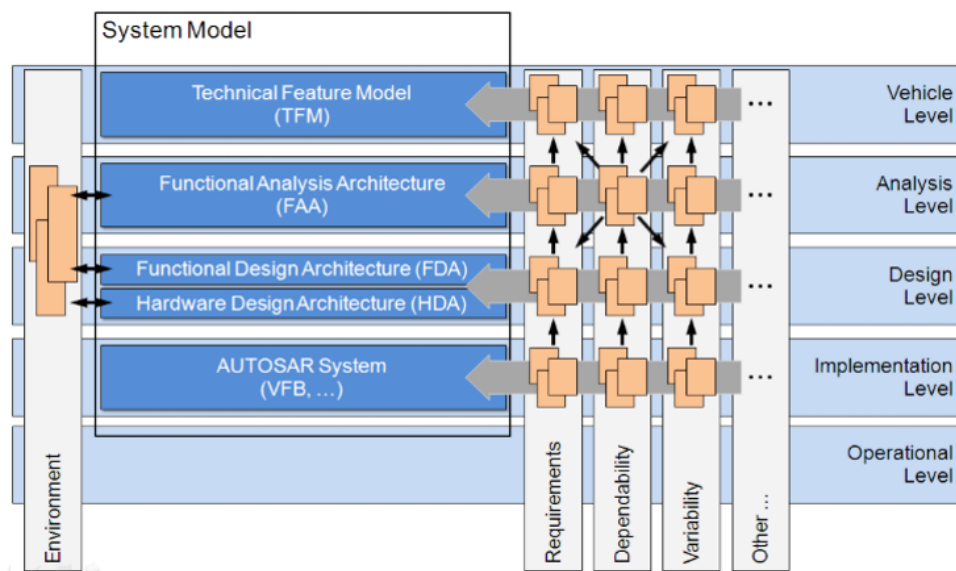 System Model
Technical Feature Model
(TFM)
...
Vehicle
Level
Functional Analysis Architecture
(FAA)
...
Analysis
Level
Functional Design Architecture (FDA)
Hardware Design Architecture (HDA)
...
Design
Level
AUTOSAR System
(VFB, ...)
...
Implementation
Level
Operational
Level
Environment
Requirements
Dependability
Variability
Other ...